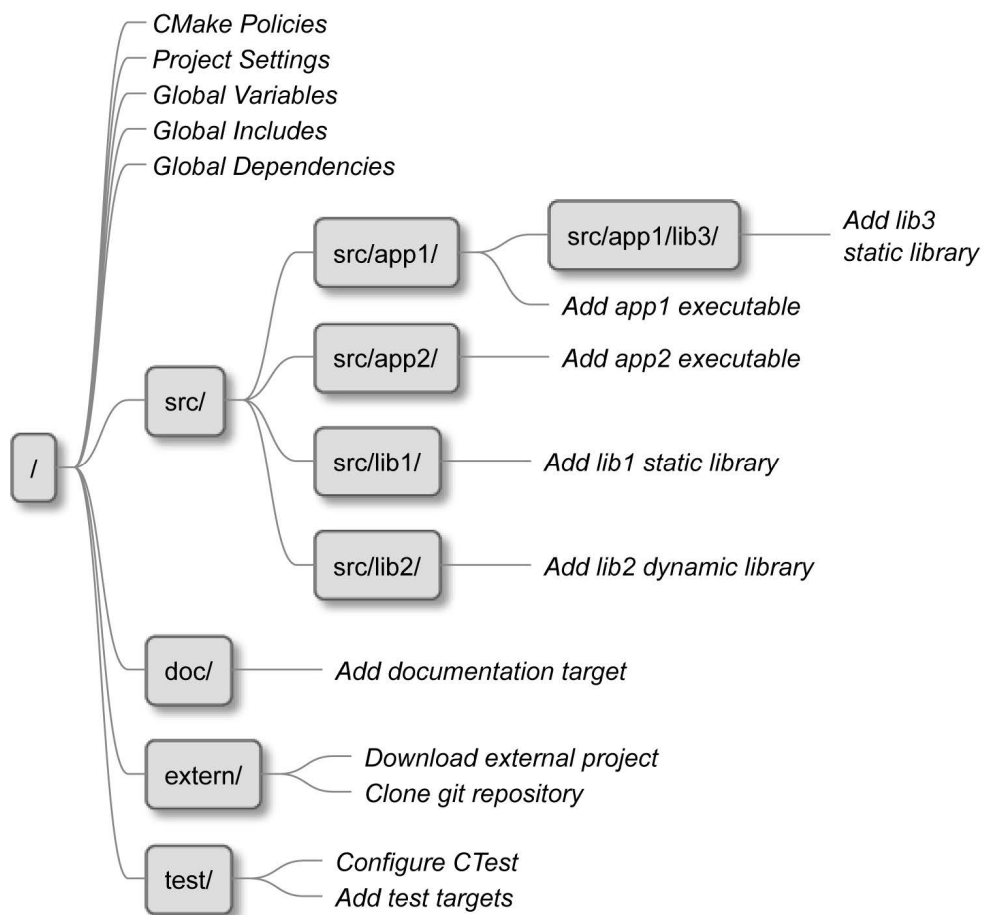 CMake Policies
Project Settings
Global Variables
Global Includes
Global Dependencies
src/app1/
src/app1/lib3/
Add lib3
static library
Add app1 executable
src/app2/
Add app2 executable
src/
/
src/lib1/
Add lib1 static library
src/lib2/
Add lib2 dynamic library
doc/
Add documentation target
extern/
Download external project
Clone git repository
test/
Configure CTest
Add test targets